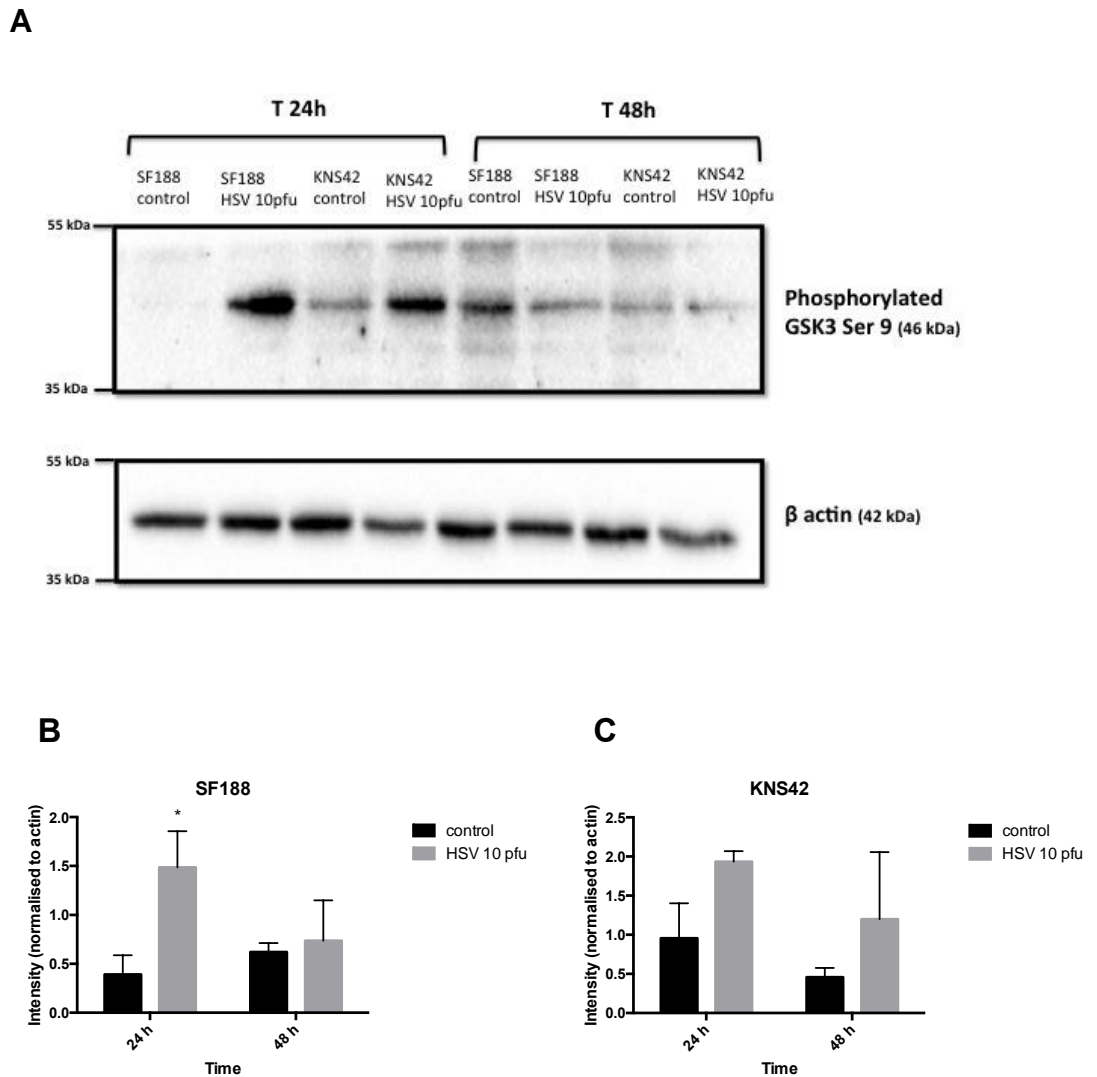 A
T 24h
T 48h
SF188 control
SF188 HSV 10pfu
KNS42 control
KNS42 HSV 10pfu
SF188 control
SF188 HSV 10pfu
KNS42 control
KNS42 HSV 10pfu
55 kDa
Phosphorylated
GSK3 Ser 9 (46 kDa)
35 kDa
55 kDa
β actin (42 kDa)
35 kDa
B
SF188
Intensity (normalised to actin)
2.0
1.5
1.0
0.5
0.0
*
24 h
48 h
Time
control
HSV 10 pfu
C
KNS42
Intensity (normalised to actin)
2.5
2.0
1.5
1.0
0.5
0.0
24 h
48 h
Time
control
HSV 10 pfu